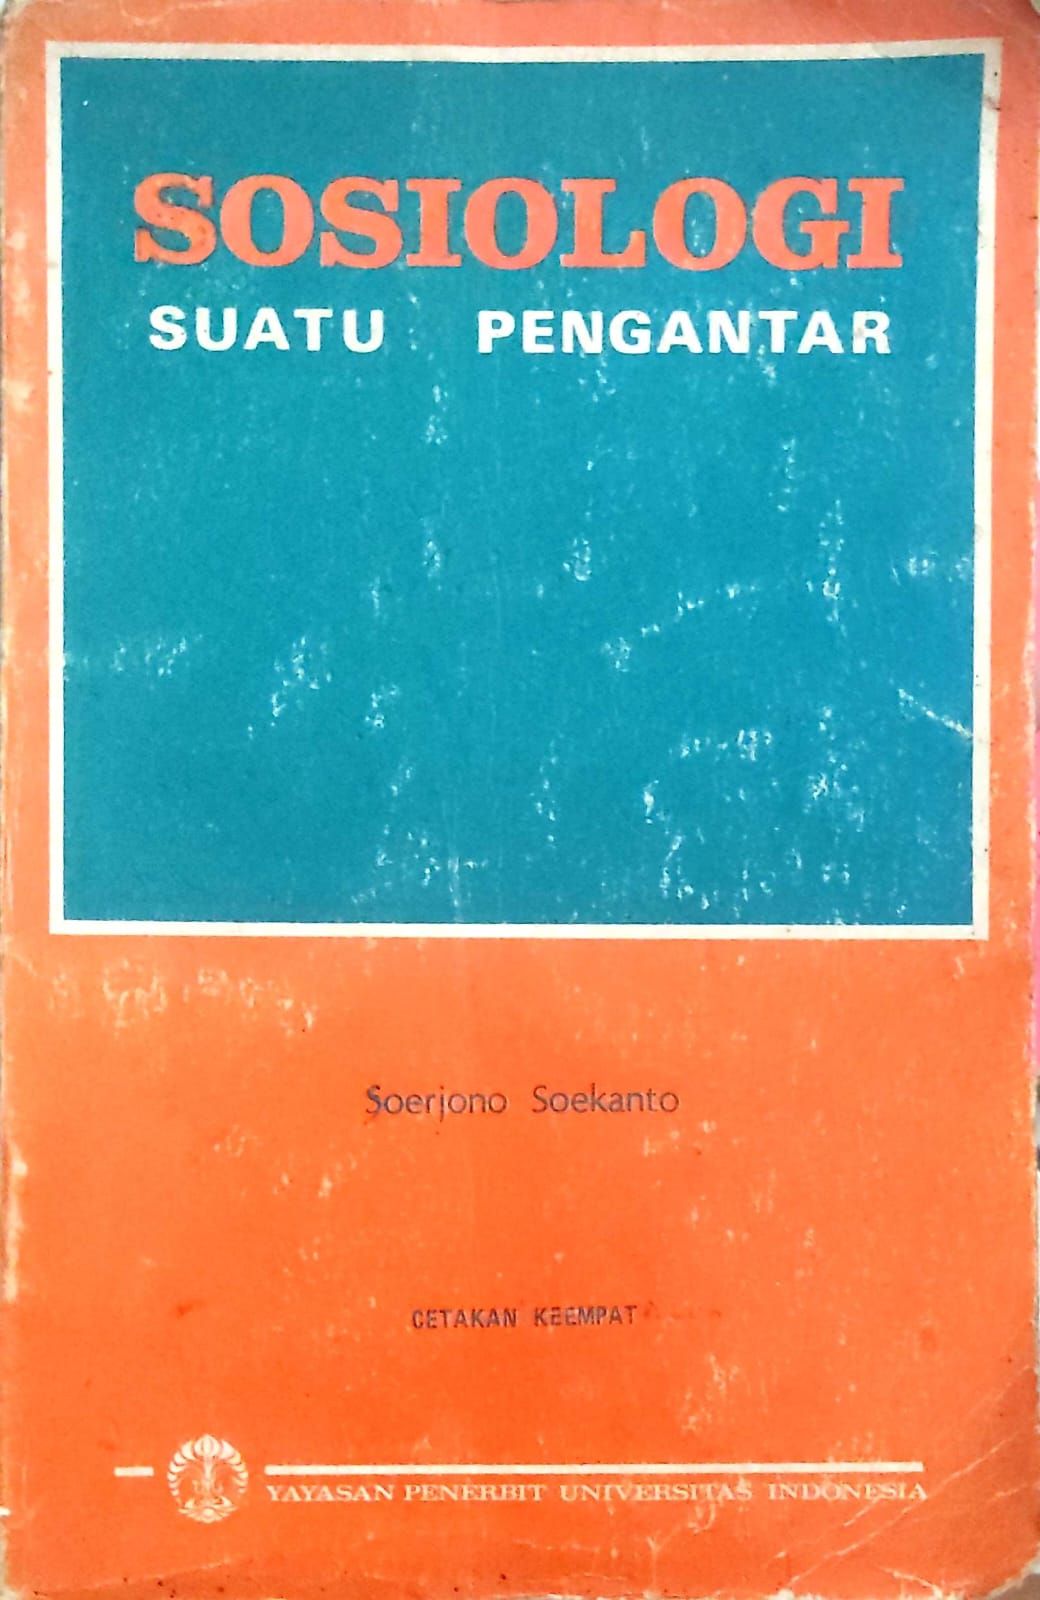 SOSIOLOGI
SUATU PENGANTAR
Soerjono Soekanto
CETAKAN KEEMPAT
YAYASAN PENERBIT UNIVERSITAS INDONESIA